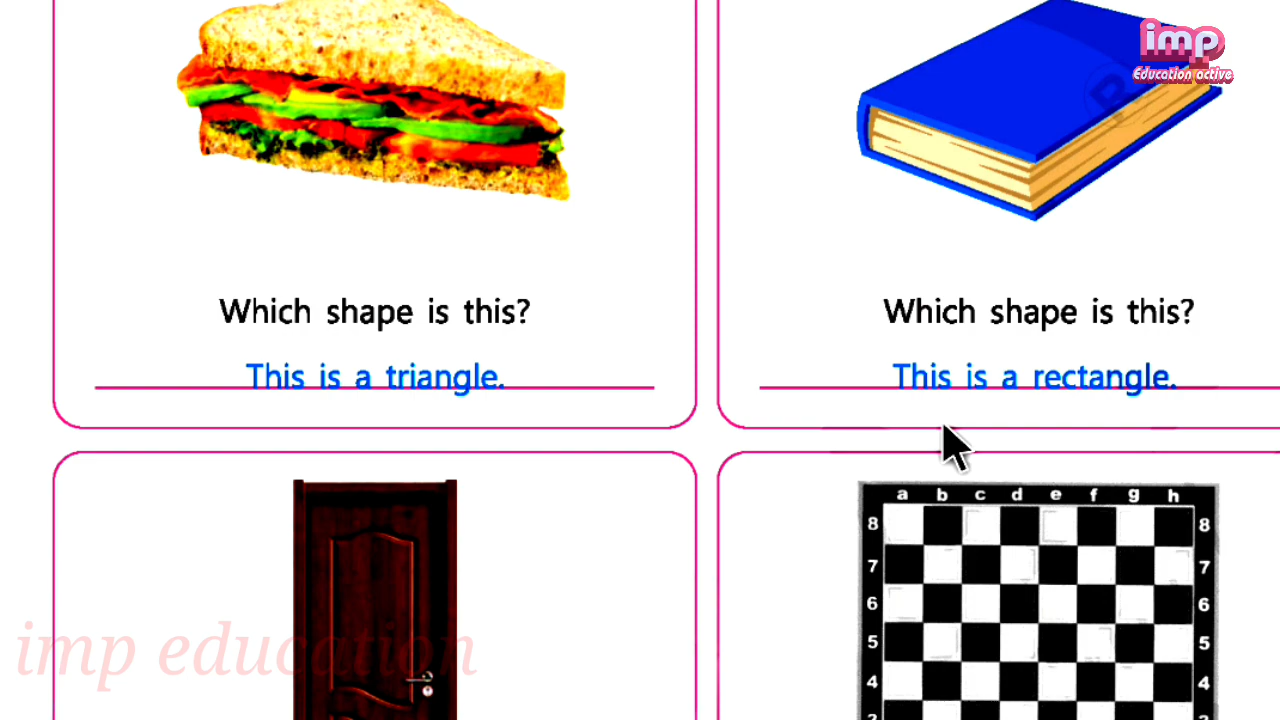 imp
Education active
Which shape is this?
This is a triangle.
Which shape is this?
This is a rectangle.
a b c d e f g h
8 8
7 7
6 6
5 5
4 4
imp education